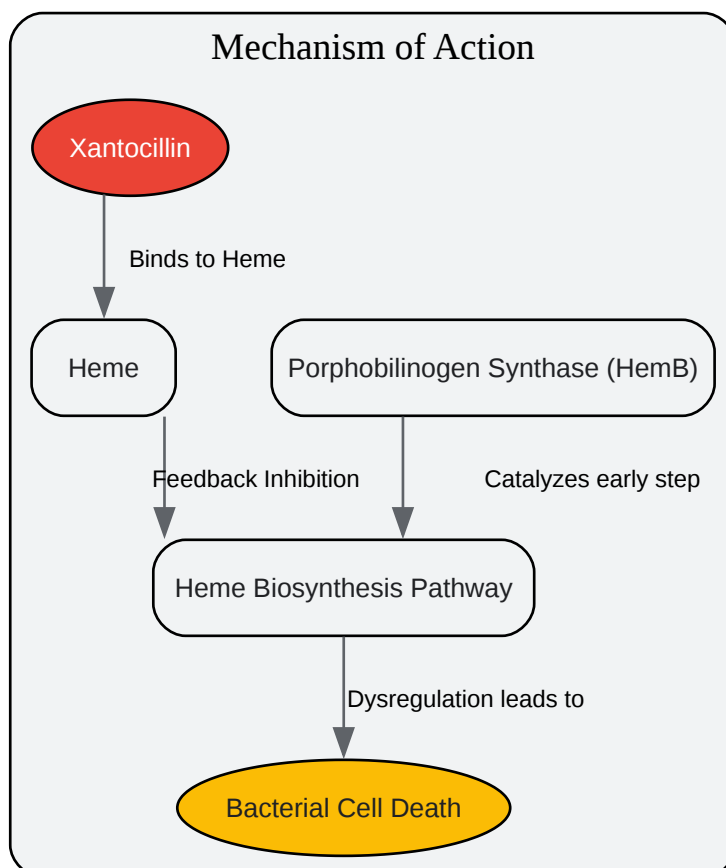 Mechanism of Action
Xantocillin
Binds to Heme
Heme
Porphobilinogen Synthase (HemB)
Feedback Inhibition
Catalyzes early step
Heme Biosynthesis Pathway
Dysregulation leads to
Bacterial Cell Death